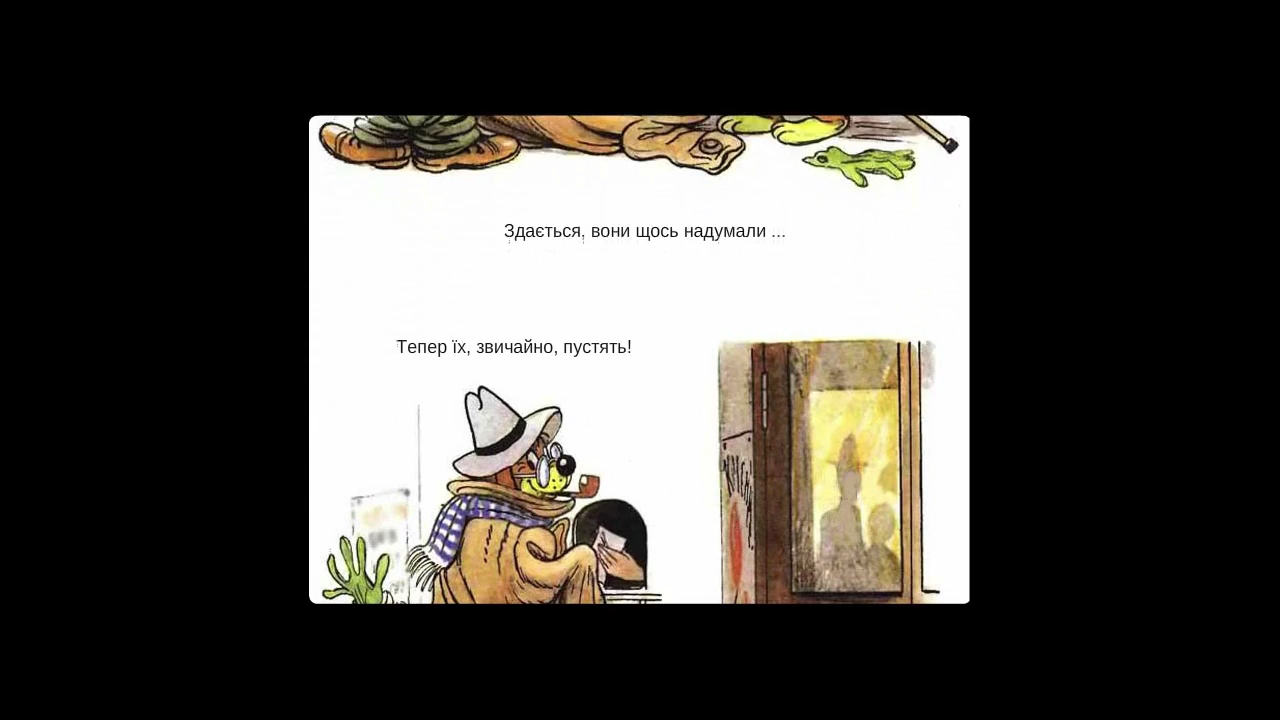 Здається, вони щось надумали ...
Тепер їх, звичайно, пустять!